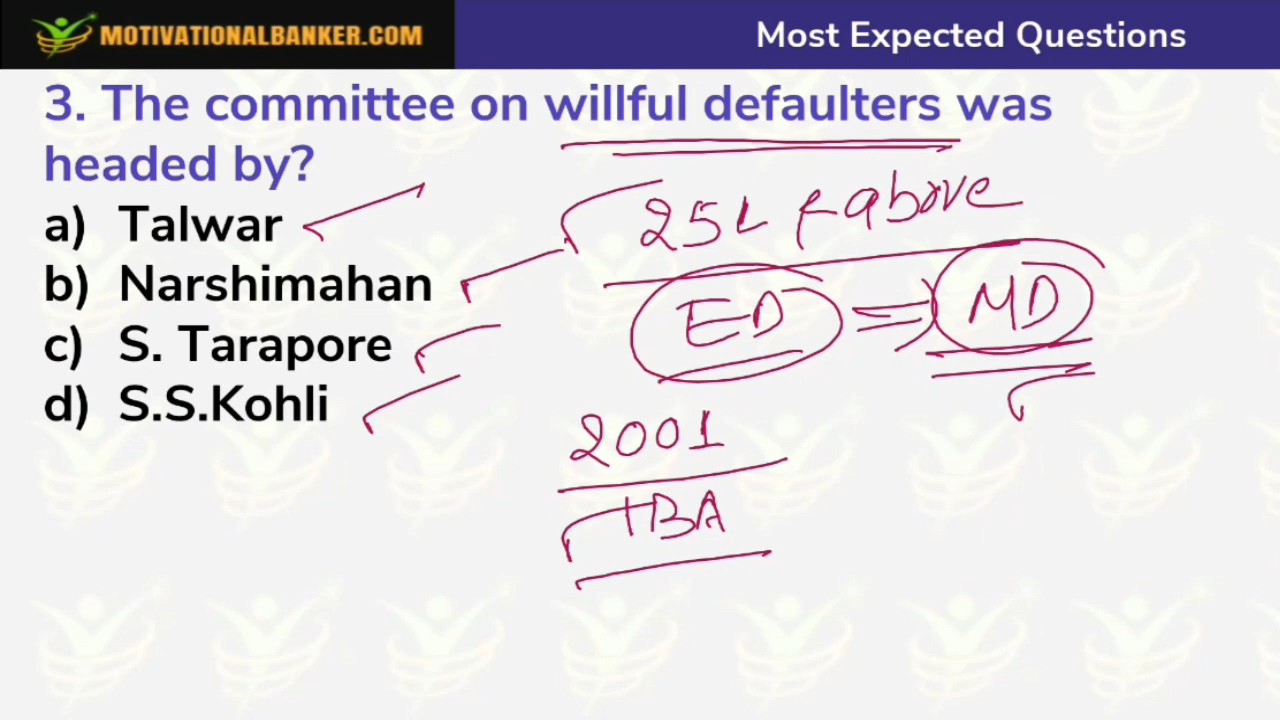 MOTIVATIONALBANKER.COM
Most Expected Questions
3. The committee on willful defaulters was
headed by?
a) Talwar
b) Narshimahan
c) S. Tarapore
d) S.S.Kohli
25L & above
ED => MD
2001
IBA